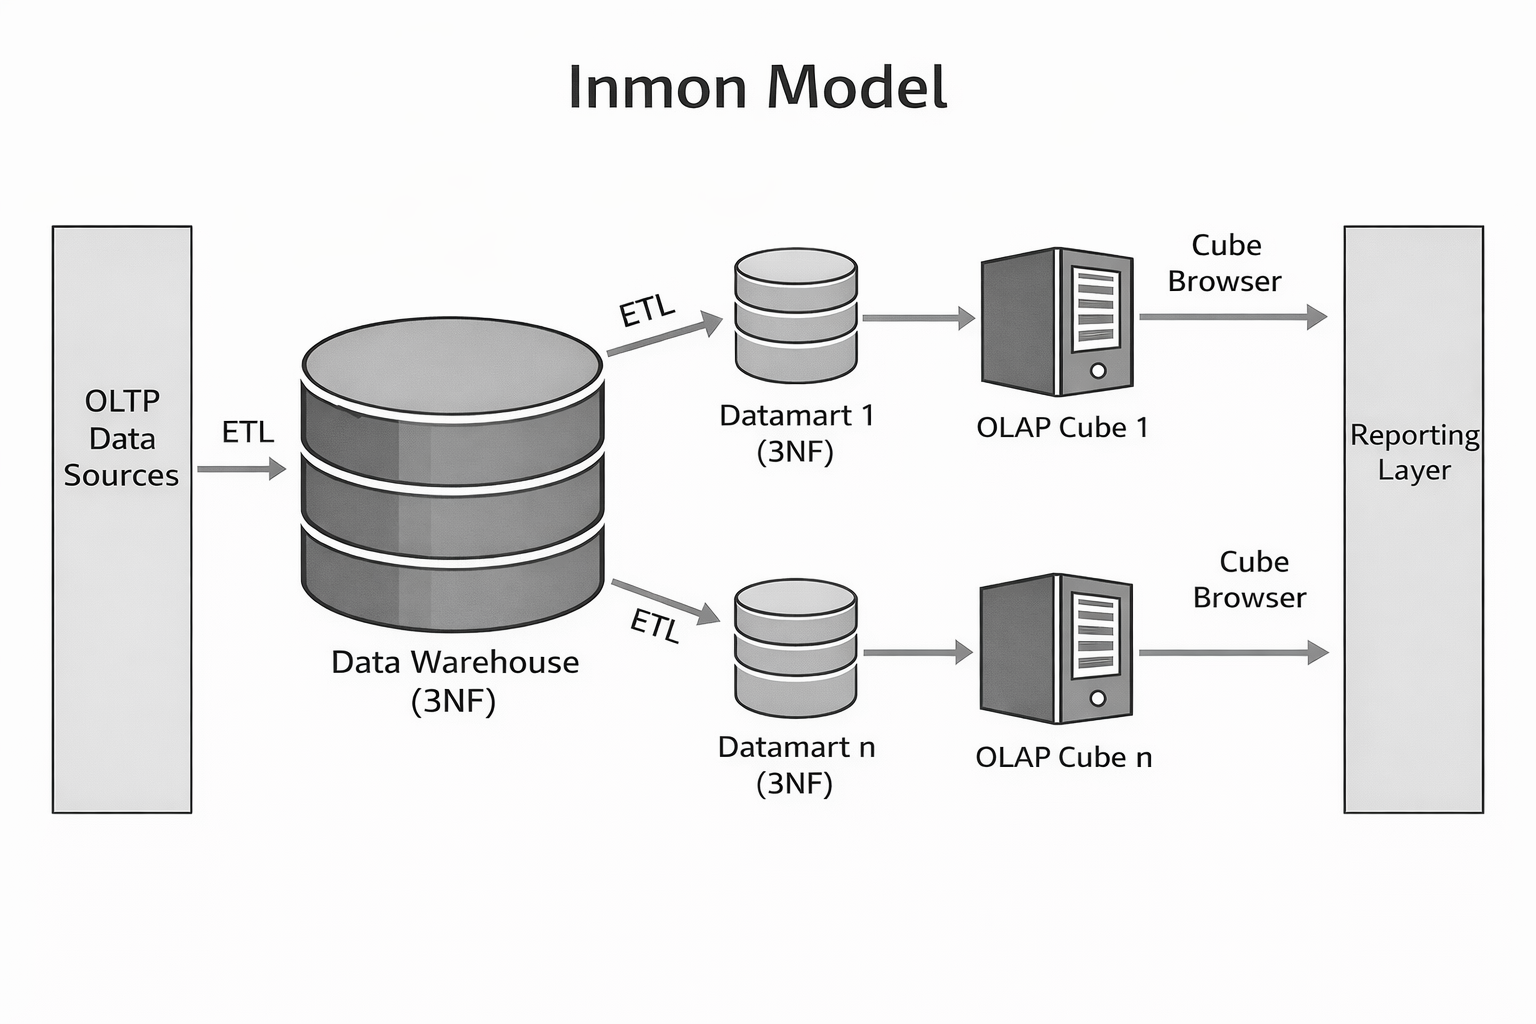 Inmon Model
OLTP
Data
Sources
ETL
Data Warehouse
(3NF)
ETL
ETL
Datamart 1
(3NF)
Datamart n
(3NF)
OLAP Cube 1
OLAP Cube n
Cube
Browser
Cube
Browser
Reporting
Layer